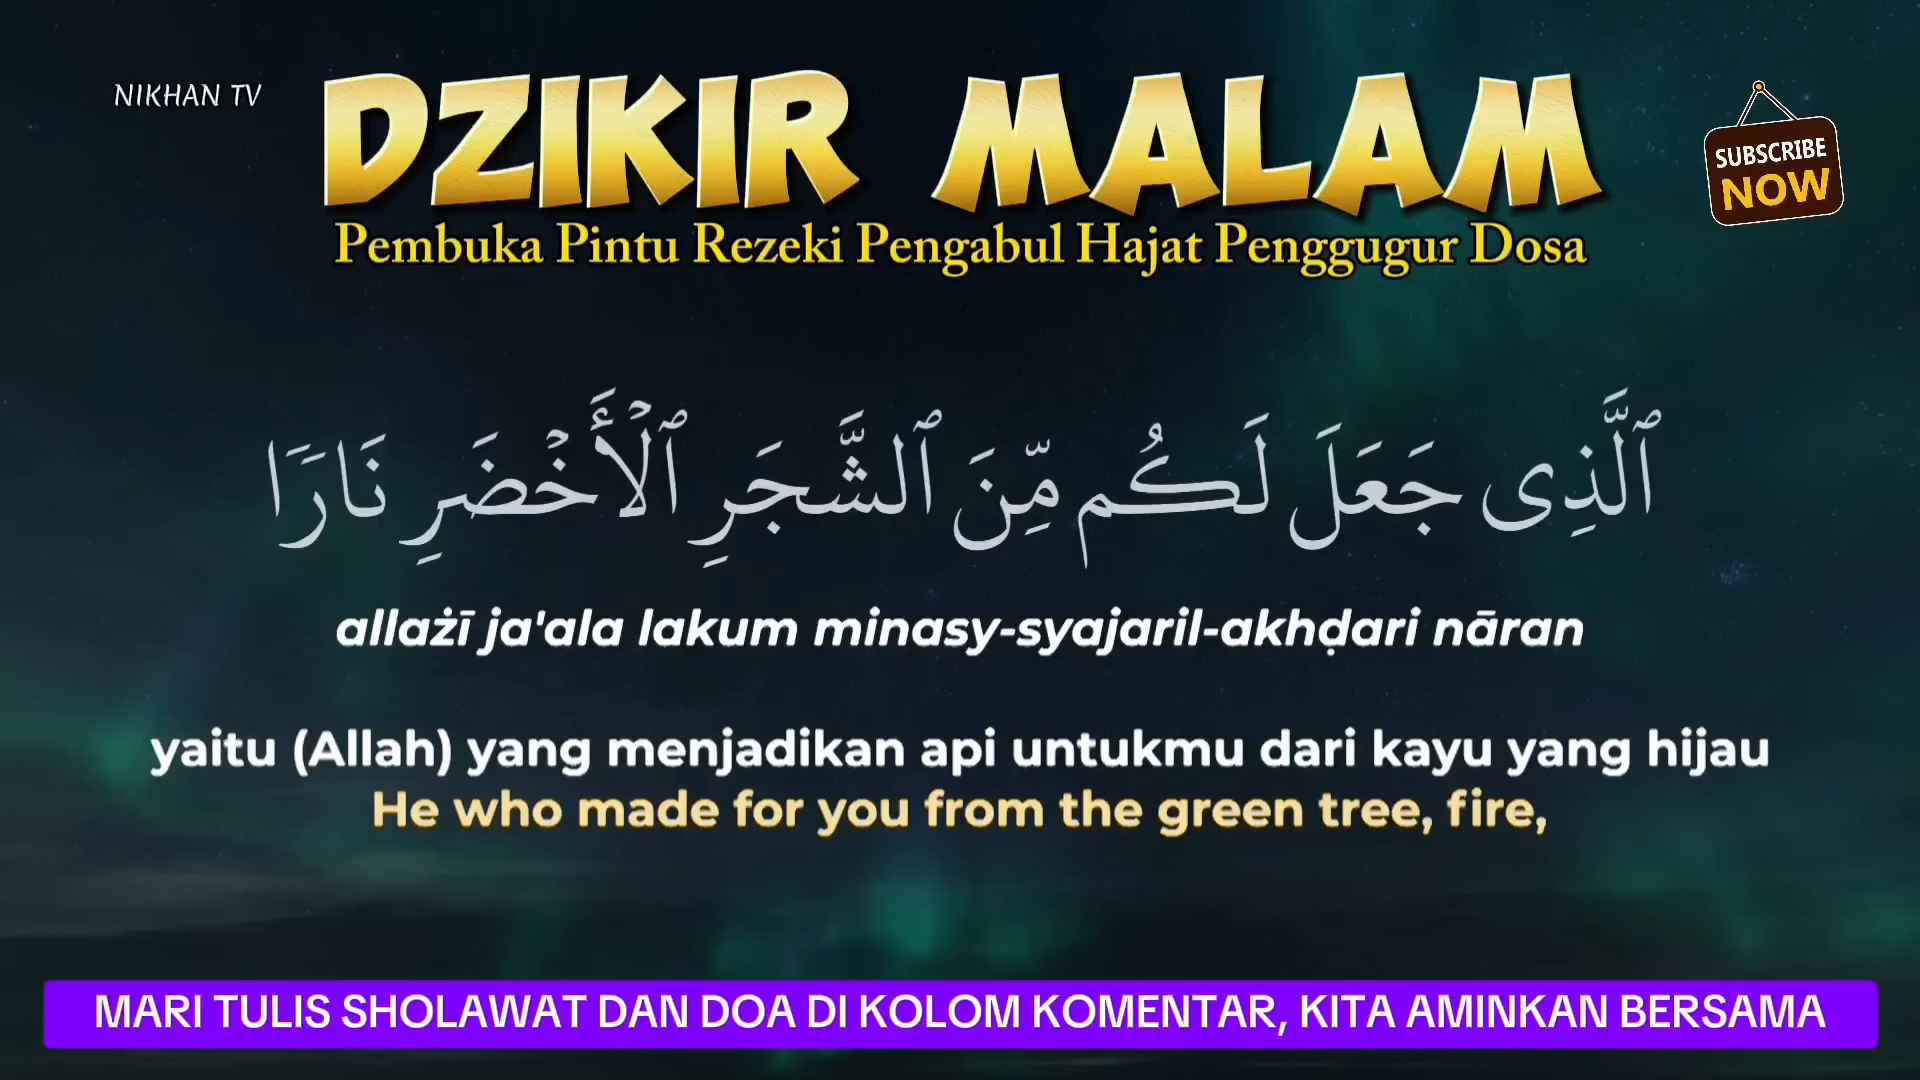 NIKHAN TV
DZIKIR MALAM
SUBSCRIBE
NOW
Pembuka Pintu Rezeki Pengabul Hajat Penggugur Dosa
ٱلَّذِى جَعَلَ لَكُم مِّنَ ٱلشَّجَرِ ٱلْأَخْضَرِ نَارًا
allażī ja'ala lakum minasy-syajaril-akhḍari nāran
yaitu (Allah) yang menjadikan api untukmu dari kayu yang hijau
He who made for you from the green tree, fire,
MARI TULIS SHOLAWAT DAN DOA DI KOLOM KOMENTAR, KITA AMINKAN BERSAMA